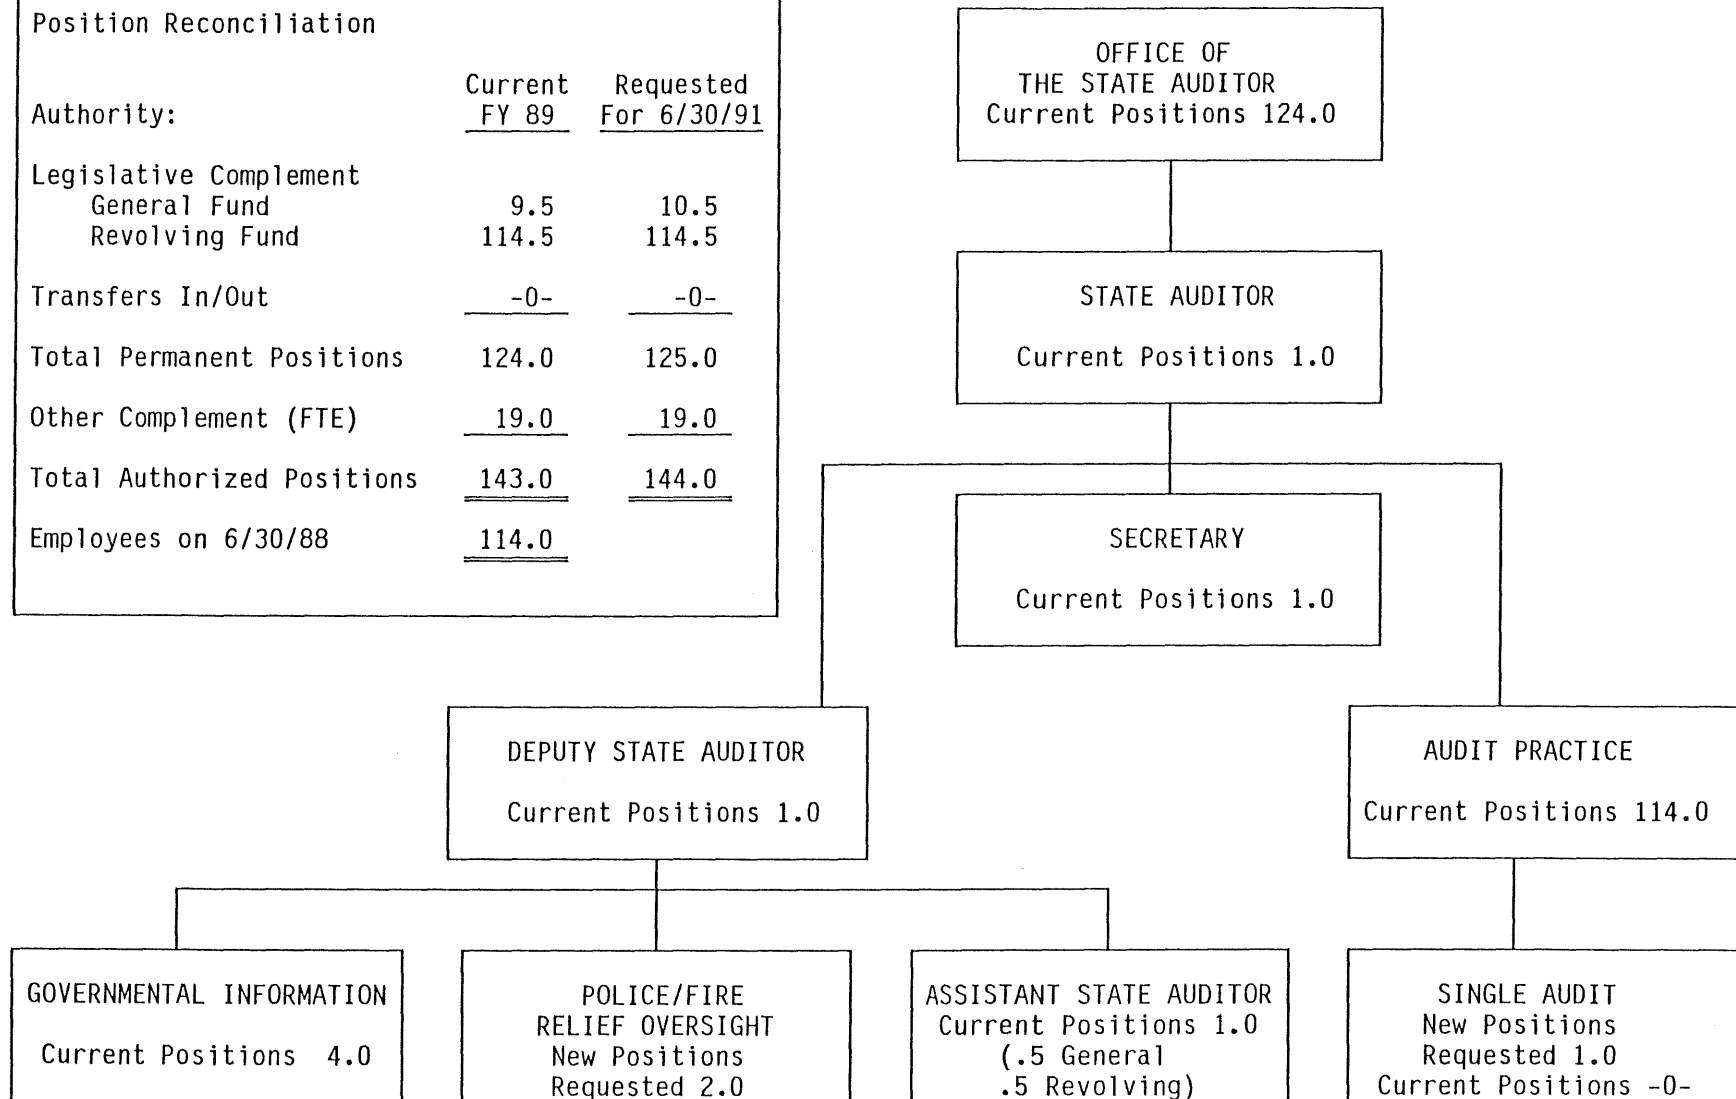 Position Reconciliation
Current Requested
Authority: FY 89 For 6/30/91
Legislative Complement
General Fund 9.5 10.5
Revolving Fund 114.5 114.5
Transfers In/Out -0- -0-
Total Permanent Positions 124.0 125.0
Other Complement (FTE) 19.0 19.0
Total Authorized Positions 143.0 144.0
Employees on 6/30/88 114.0
OFFICE OF
THE STATE AUDITOR
Current Positions 124.0
STATE AUDITOR
Current Positions 1.0
SECRETARY
Current Positions 1.0
DEPUTY STATE AUDITOR
Current Positions 1.0
AUDIT PRACTICE
Current Positions 114.0
GOVERNMENTAL INFORMATION
Current Positions 4.0
POLICE/FIRE
RELIEF OVERSIGHT
New Positions
Requested 2.0
ASSISTANT STATE AUDITOR
Current Positions 1.0
(.5 General
.5 Revolving)
SINGLE AUDIT
New Positions
Requested 1.0
Current Positions -0-